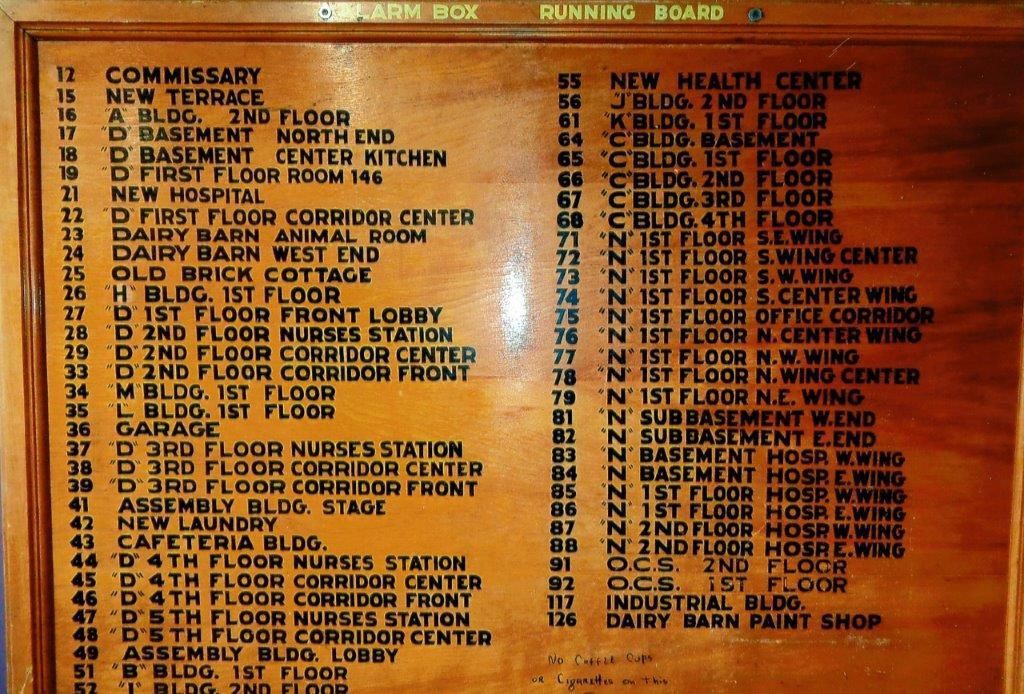 ALARM BOX RUNNING BOARD
12 COMMISSARY
15 NEW TERRACE
16 "A" BLDG. 2ND FLOOR
17 "D" BASEMENT NORTH END
18 "D" BASEMENT CENTER KITCHEN
19 "D" FIRST FLOOR ROOM 146
21 NEW HOSPITAL
22 "D" FIRST FLOOR CORRIDOR CENTER
23 DAIRY BARN ANIMAL ROOM
24 DAIRY BARN WEST END
25 OLD BRICK COTTAGE
26 "H" BLDG. 1ST FLOOR
27 "D" 1ST FLOOR FRONT LOBBY
28 "D" 2ND FLOOR NURSES STATION
29 "D" 2ND FLOOR CORRIDOR CENTER
33 "D" 2ND FLOOR CORRIDOR FRONT
34 "M" BLDG. 1ST FLOOR
35 "L" BLDG. 1ST FLOOR
36 GARAGE
37 "D" 3RD FLOOR NURSES STATION
38 "D" 3RD FLOOR CORRIDOR CENTER
39 "D" 3RD FLOOR CORRIDOR FRONT
41 ASSEMBLY BLDG. STAGE
42 NEW LAUNDRY
43 CAFETERIA BLDG.
44 "D" 4TH FLOOR NURSES STATION
45 "D" 4TH FLOOR CORRIDOR CENTER
46 "D" 4TH FLOOR CORRIDOR FRONT
47 "D" 5TH FLOOR NURSES STATION
48 "D" 5TH FLOOR CORRIDOR CENTER
49 ASSEMBLY BLDG. LOBBY
51 "B" BLDG. 1ST FLOOR
52 "I" BLDG. 2ND FLOOR
55 NEW HEALTH CENTER
56 "J" BLDG. 2ND FLOOR
61 "K" BLDG. 1ST FLOOR
64 "C" BLDG. BASEMENT
65 "C" BLDG. 1ST FLOOR
66 "C" BLDG. 2ND FLOOR
67 "C" BLDG. 3RD FLOOR
68 "C" BLDG. 4TH FLOOR
71 "N" 1ST FLOOR S.E. WING
72 "N" 1ST FLOOR S. WING CENTER
73 "N" 1ST FLOOR S.W. WING
74 "N" 1ST FLOOR S. CENTER WING
75 "N" 1ST FLOOR OFFICE CORRIDOR
76 "N" 1ST FLOOR N. CENTER WING
77 "N" 1ST FLOOR N.W. WING
78 "N" 1ST FLOOR N. WING CENTER
79 "N" 1ST FLOOR N.E. WING
81 "N" SUB BASEMENT W. END
82 "N" SUB BASEMENT E. END
83 "N" BASEMENT HOSP. W. WING
84 "N" BASEMENT HOSP. E. WING
85 "N" 1ST FLOOR HOSP. W. WING
86 "N" 1ST FLOOR HOSP. E. WING
87 "N" 2ND FLOOR HOSP. W. WING
88 "N" 2ND FLOOR HOSP. E. WING
91 O.C.S. 2ND FLOOR
92 O.C.S. 1ST FLOOR
117 INDUSTRIAL BLDG.
126 DAIRY BARN PAINT SHOP
No Coffee Cups
or Cigarettes on this